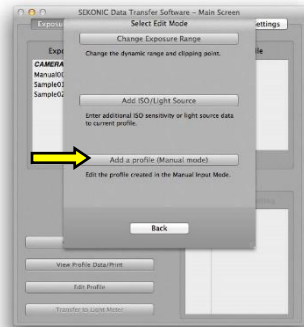 SEKONIC Data Transfer Software – Main Screen
Select Edit Mode
ettings
Change Exposure Range
Change the dynamic range and clipping point.
CAMERA
Manual0
Sample0
Sample02
Add ISO/Light Source
Enter additional ISO sensitivity or light source data
to current profile.
Add a profile (Manual mode)
Edit the profile created in the Manual Input Mode.
Back
View Profile Data/Print
Edit Profile
Transfer to Light Meter